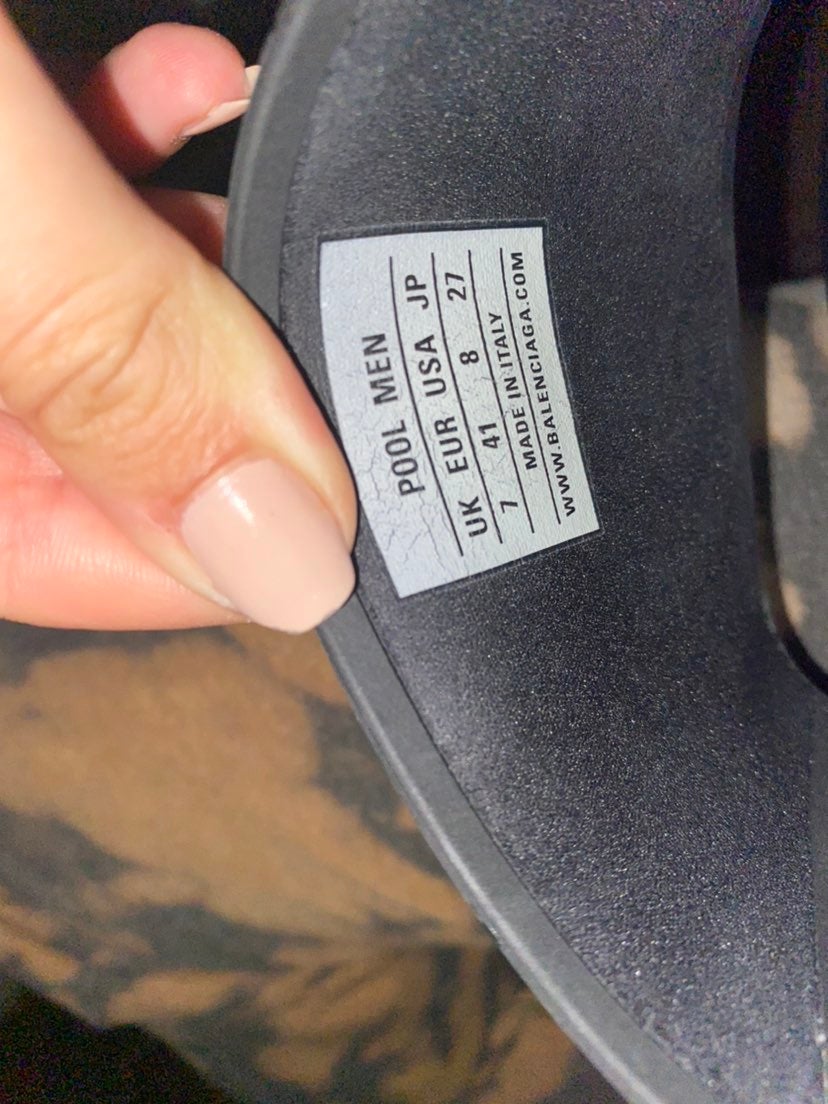 POOL MEN
UK EUR USA JP
7 41 8 27
MADE IN ITALY
WWW.BALENCIAGA.COM